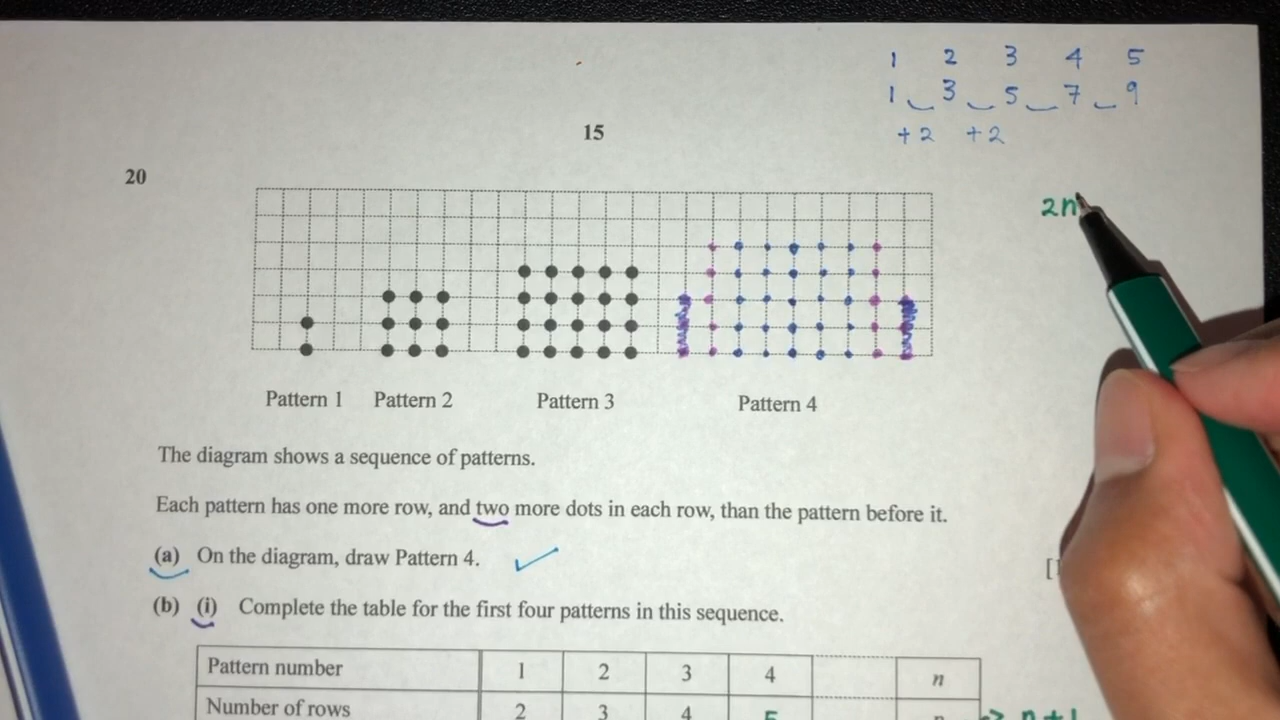 1 2 3 4 5
1 3 5 7 9
+2 +2
15
20
2n
Pattern 1 Pattern 2 Pattern 3 Pattern 4
The diagram shows a sequence of patterns.
Each pattern has one more row, and two more dots in each row, than the pattern before it.
(a) On the diagram, draw Pattern 4.
(b) (i) Complete the table for the first four patterns in this sequence.
Pattern number 1 2 3 4 n
Number of rows 2 3 4 5 n+1